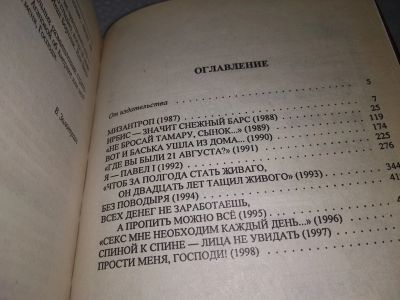 ОГЛАВЛЕНИЕ
От издательства 5
МИЗАНТРОП (1987) 7
ИРБИС — ЗНАЧИТ СНЕЖНЫЙ БАРС (1988) 25
«НЕ БРОСАЙ ТАМАРУ, СЫНОК...» (1989) 119
ВОТ И БАСЬКА УШЛА ИЗ ДОМА... (1990) 174
«ГДЕ ВЫ БЫЛИ 21 АВГУСТА?» (1991) 225
Я — ПАВЕЛ I (1992) 276
«ЧТОБ ЗА ПОЛГОДА СТАТЬ ЖИВАГО,
ОН ДВАДЦАТЬ ЛЕТ ТАЩИЛ ЖИВОГО» (1993) 344
БЕЗ ПОВОДЫРЯ (1994)
ВСЕХ ДЕНЕГ НЕ ЗАРАБОТАЕШЬ,
А ПРОПИТЬ МОЖНО ВСЁ (1995)
«СЕКС МНЕ НЕОБХОДИМ КАЖДЫЙ ДЕНЬ...» (1996)
СПИНОЙ К СПИНЕ — ЛИЦА НЕ УВИДАТЬ (1997)
ПРОСТИ МЕНЯ, ГОСПОДИ! (1998)